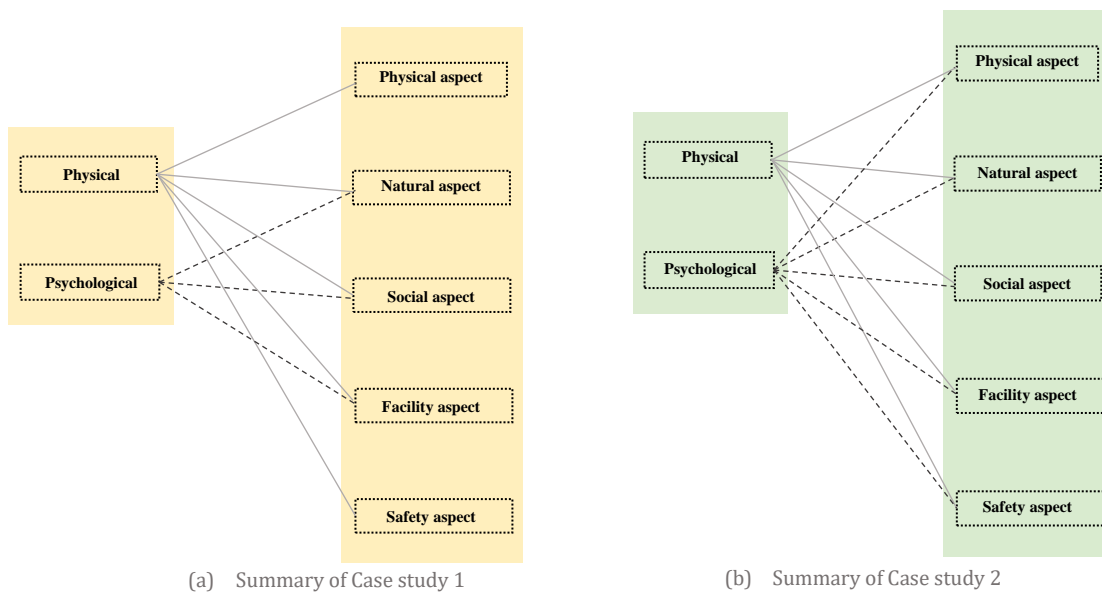 Physical aspect
Physical
Natural aspect
Psychological
Social aspect
Facility aspect
Safety aspect
(a) Summary of Case study 1
Physical aspect
Physical
Natural aspect
Psychological
Social aspect
Facility aspect
Safety aspect
(b) Summary of Case study 2